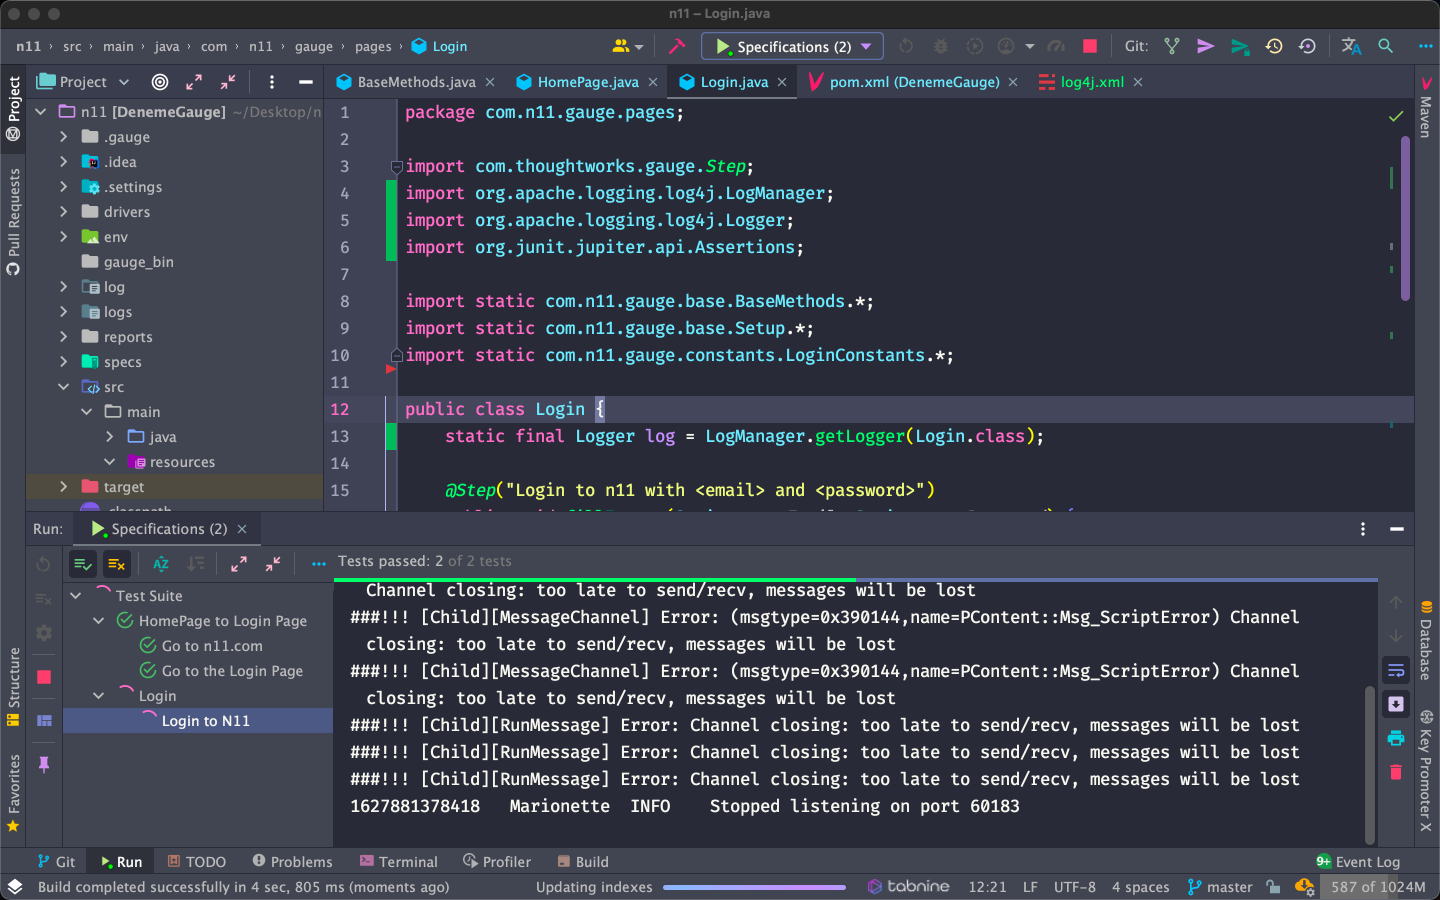 n11 – Login.java
n11 › src › main › java › com › n11 › gauge › pages › Login
Specifications (2)
Git:
Project
BaseMethods.java
HomePage.java
Login.java
pom.xml (DenemeGauge)
log4j.xml
Project
Pull Requests
Structure
Favorites
n11 [DenemeGauge] ~/Desktop/n
.gauge
.idea
.settings
drivers
env
gauge_bin
log
logs
reports
specs
src
main
java
resources
target
1 package com.n11.gauge.pages;
2
3 import com.thoughtworks.gauge.Step;
4 import org.apache.logging.log4j.LogManager;
5 import org.apache.logging.log4j.Logger;
6 import org.junit.jupiter.api.Assertions;
7
8 import static com.n11.gauge.base.BaseMethods.*;
9 import static com.n11.gauge.base.Setup.*;
10 import static com.n11.gauge.constants.LoginConstants.*;
11
12 public class Login {
13 static final Logger log = LogManager.getLogger(Login.class);
14
15 @Step("Login to n11 with <email> and <password>")
Maven
Database
Key Promoter X
Run: Specifications (2)
Tests passed: 2 of 2 tests
Test Suite
HomePage to Login Page
Go to n11.com
Go to the Login Page
Login
Login to N11
Channel closing: too late to send/recv, messages will be lost
###!!! [Child][MessageChannel] Error: (msgtype=0x390144,name=PContent::Msg_ScriptError) Channel
closing: too late to send/recv, messages will be lost
###!!! [Child][MessageChannel] Error: (msgtype=0x390144,name=PContent::Msg_ScriptError) Channel
closing: too late to send/recv, messages will be lost
###!!! [Child][RunMessage] Error: Channel closing: too late to send/recv, messages will be lost
###!!! [Child][RunMessage] Error: Channel closing: too late to send/recv, messages will be lost
###!!! [Child][RunMessage] Error: Channel closing: too late to send/recv, messages will be lost
1627881378418 Marionette INFO Stopped listening on port 60183
Git
Run
TODO
Problems
Terminal
Profiler
Build
9+ Event Log
Build completed successfully in 4 sec, 805 ms (moments ago)
Updating indexes
tabnine
12:21
LF
UTF-8
4 spaces
master
587 of 1024M